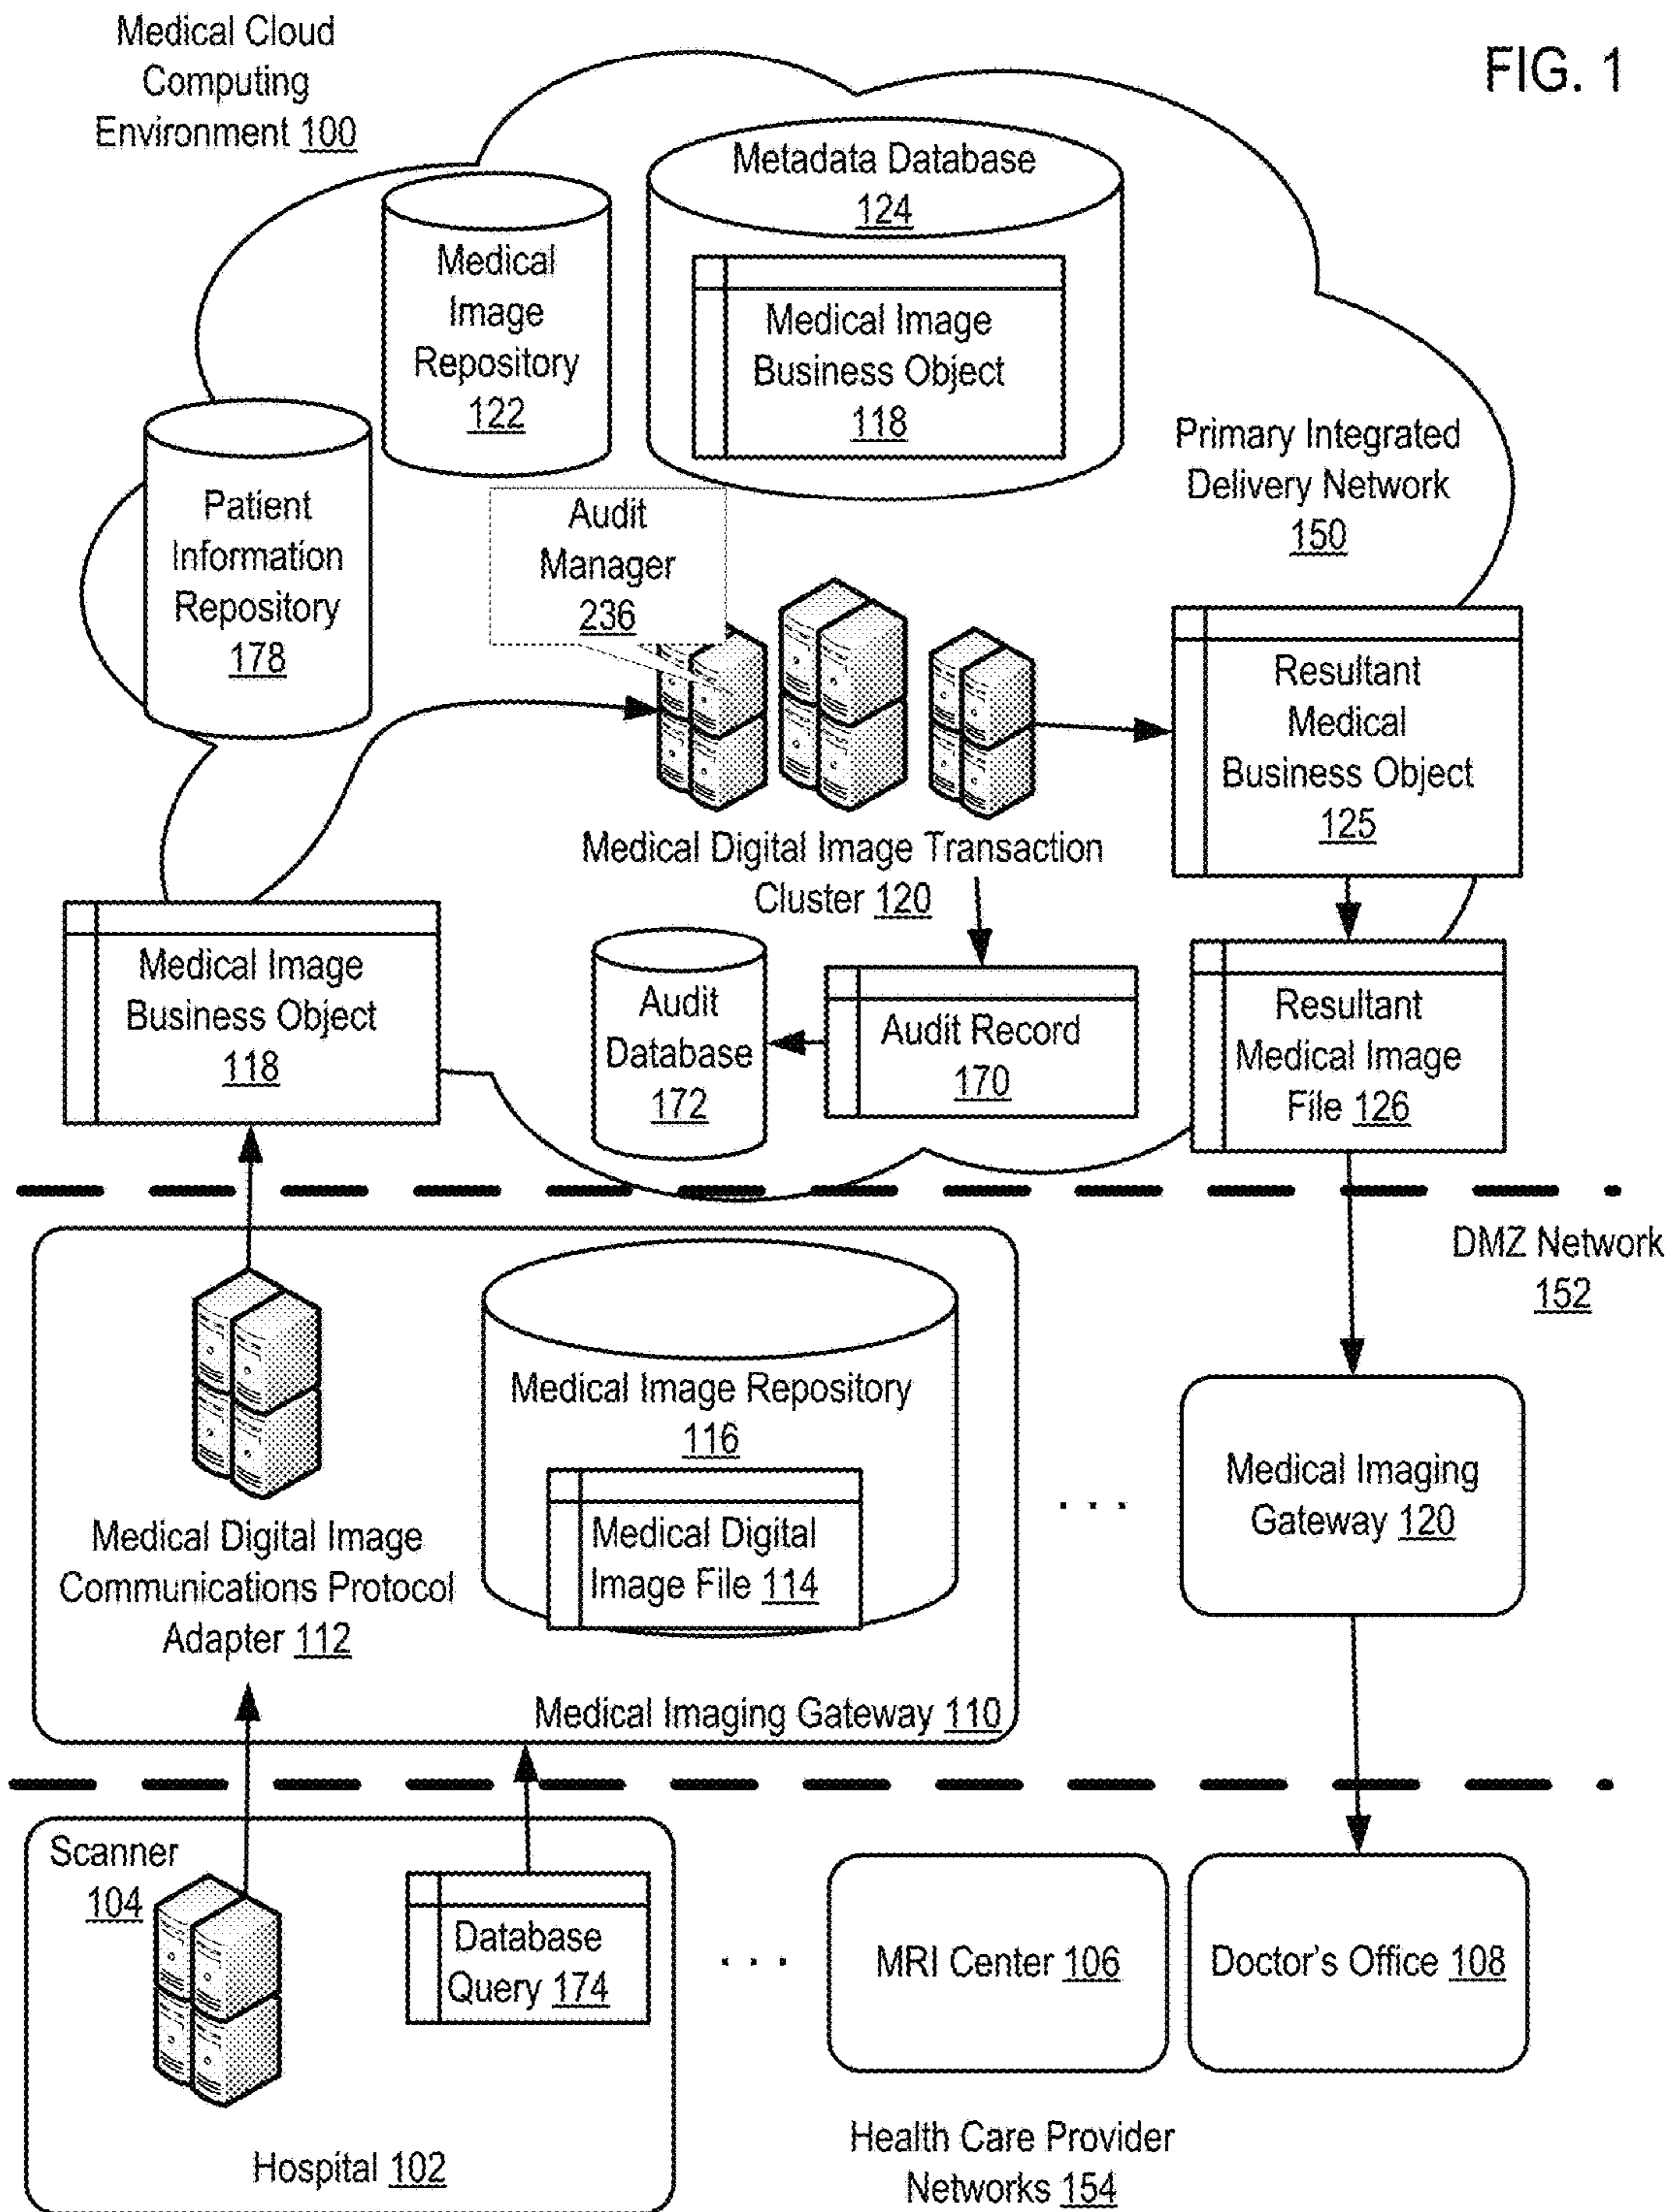 Medical Cloud
Computing
Environment 100
FIG. 1
Metadata Database
124
Medical
Image
Repository
122
Medical Image
Business Object
118
Primary Integrated
Delivery Network
150
Patient
Information
Repository
178
Audit
Manager
236
Resultant
Medical
Business Object
125
Medical Digital Image Transaction
Cluster 120
Medical Image
Business Object
118
Audit
Database
172
Audit Record
170
Resultant
Medical Image
File 126
DMZ Network
152
Medical Image Repository
116
Medical Digital
Image File 114
Medical Digital Image
Communications Protocol
Adapter 112
. . .
Medical Imaging
Gateway 120
Medical Imaging Gateway 110
Scanner
104
Database
Query 174
. . .
MRI Center 106
Doctor's Office 108
Hospital 102
Health Care Provider
Networks 154